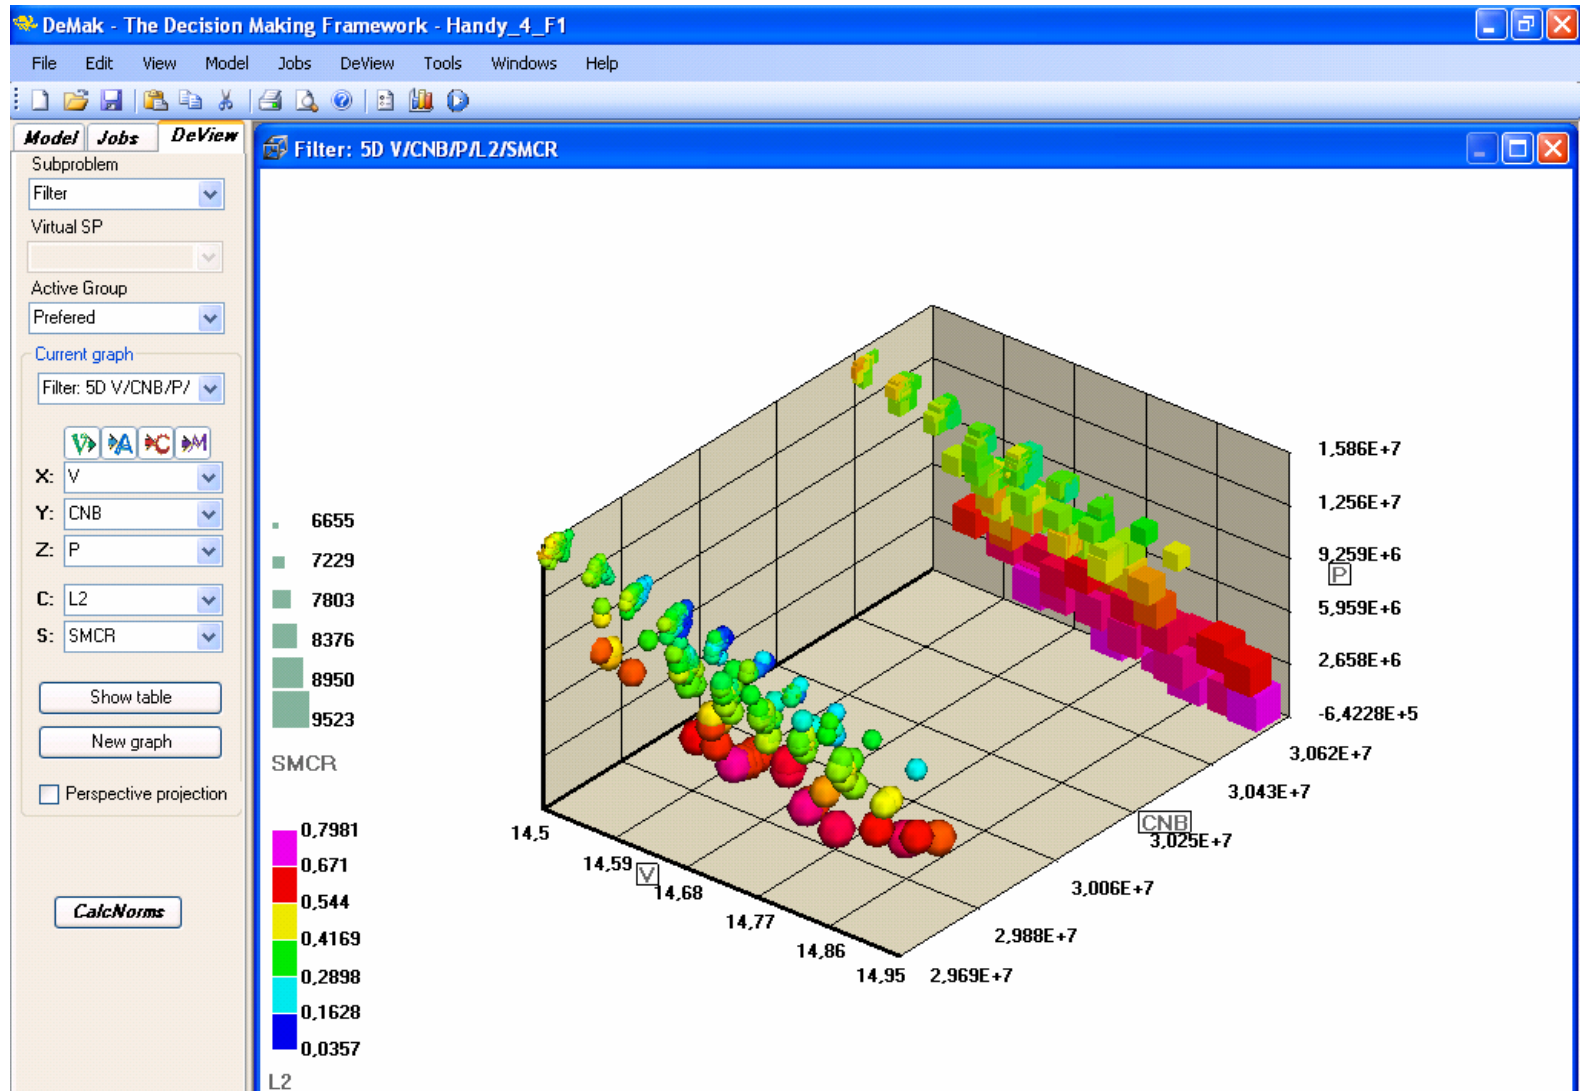 DeMak - The Decision Making Framework - Handy_4_F1
File Edit View Model Jobs DeView Tools Windows Help
Model Jobs DeView
Subproblem
Filter
Virtual SP
Active Group
Prefered
Current graph
Filter: 5D V/CNB/P/
V A C M
X: V
Y: CNB
Z: P
C: L2
S: SMCR
Show table
New graph
Perspective projection
CalcNorms
Filter: 5D V/CNB/P/L2/SMCR
6655
7229
7803
8376
8950
9523
SMCR
0,7981
0,671
0,544
0,4169
0,2898
0,1628
0,0357
L2
1,586E+7
1,256E+7
9,259E+6
P
5,959E+6
2,658E+6
-6,4228E+5
3,062E+7
3,043E+7
CNB
3,025E+7
3,006E+7
2,988E+7
2,969E+7
14,5
14,59
V
14,68
14,77
14,86
14,95